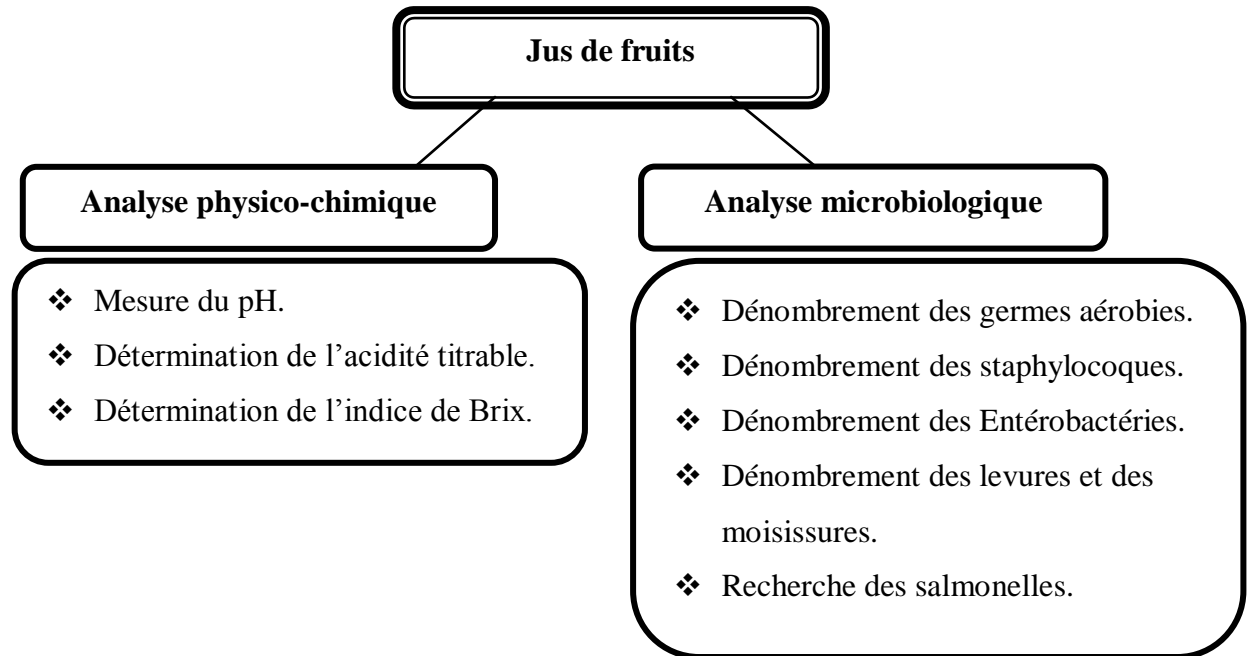 Jus de fruits
Analyse physico-chimique
❖ Mesure du pH.
❖ Détermination de l’acidité titrable.
❖ Détermination de l’indice de Brix.
Analyse microbiologique
❖ Dénombrement des germes aérobies.
❖ Dénombrement des staphylocoques.
❖ Dénombrement des Entérobactéries.
❖ Dénombrement des levures et des
moisissures.
❖ Recherche des salmonelles.